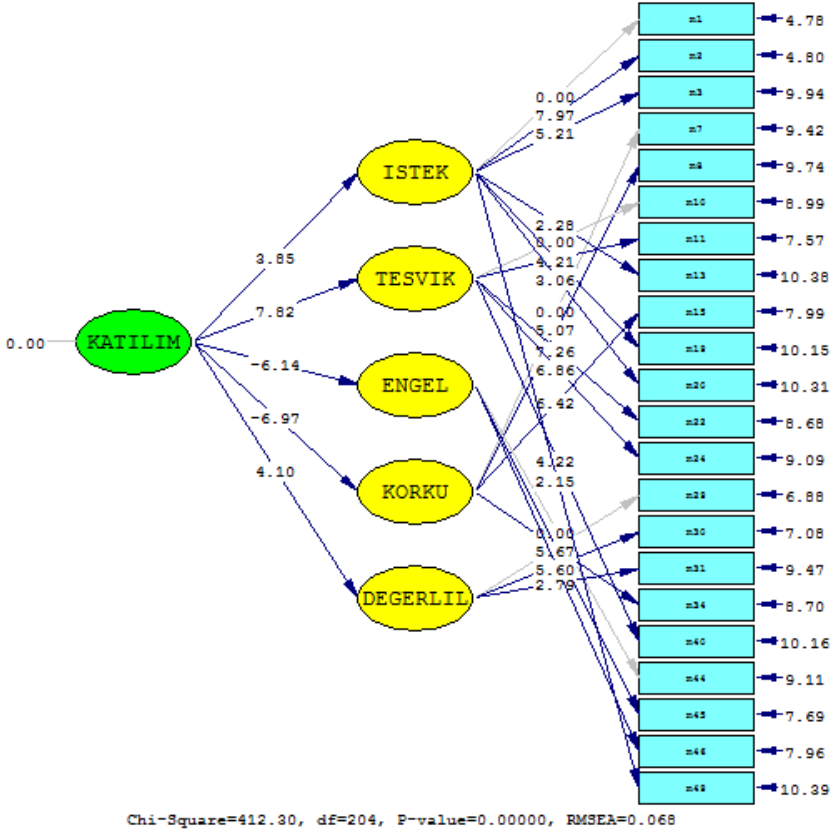 m1 4.78
m2 4.80
m3 9.94
m7 9.42
9.74
m10 8.99
m11 7.57
m13 10.38
m15 7.99
10.15
m20 10.31
m22 8.68
m24 9.09
6.88
m30 7.08
m31 9.47
m34 8.70
m40 10.16
m44 9.11
m45 7.69
m46 7.96
10.39
0.00
7.97
5.21
2.28
0.00
4.21
3.06
0.00
5.07
7.26
6.86
6.42
4.22
2.15
0.00
5.67
5.60
2.79
ISTEK
TESVIK
ENGEL
KORKU
DEGERLIL
3.85
7.82
-6.14
-6.97
4.10
0.00
KATILIM
Chi-Square=412.30, df=204, P-value=0.00000, RMSEA=0.068